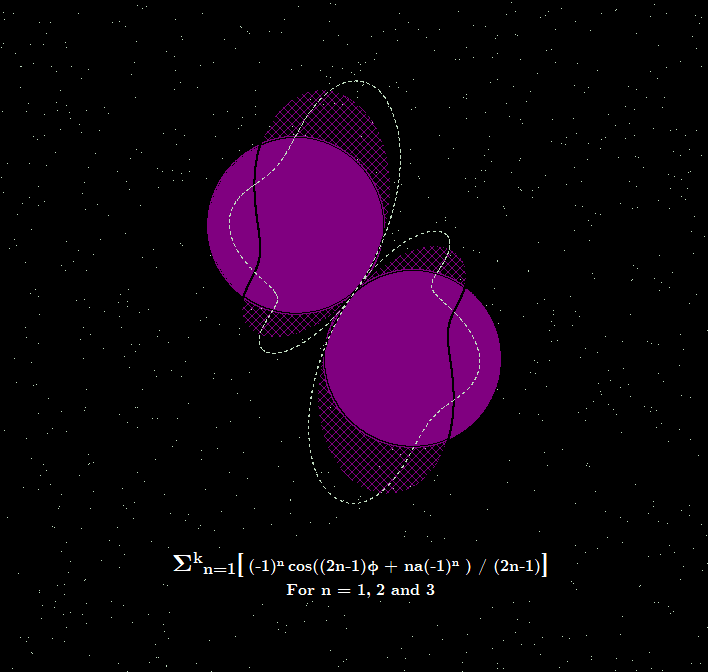 Σᵏₙ₌₁[ (-1)ⁿ cos((2n-1)ϕ + na(-1)ⁿ ) / (2n-1)]
For n = 1, 2 and 3